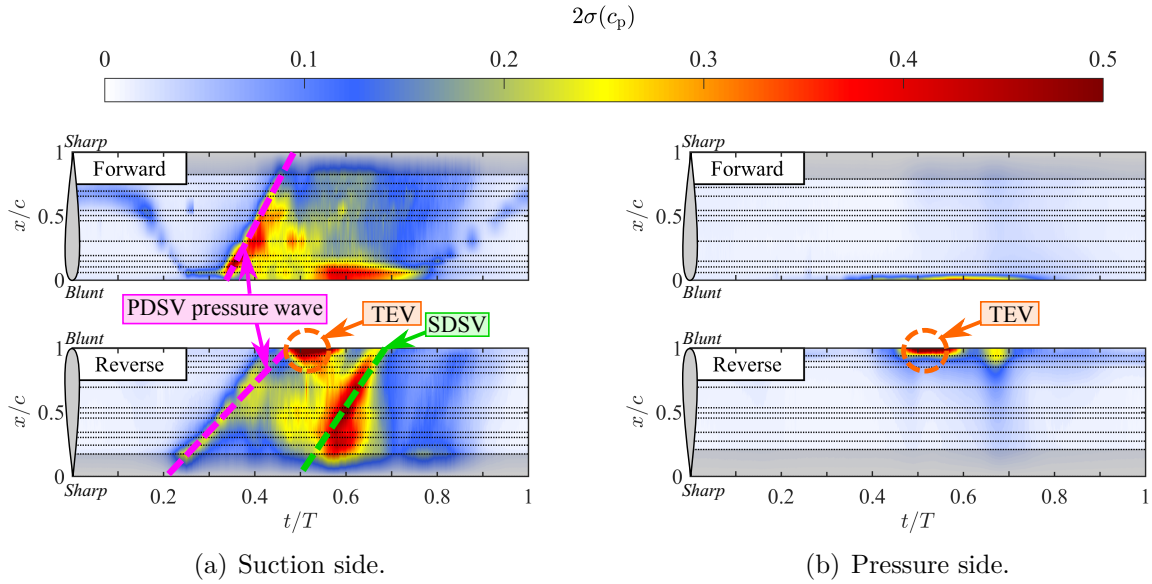 2σ(cp)
0 0.1 0.2 0.3 0.4 0.5
Sharp
1
Forward
x/c
0.5
0
Blunt
PDSV pressure wave
TEV
SDSV
Blunt
1
Reverse
x/c
0.5
0
Sharp
0.2 0.4 0.6 0.8 1
t/T
(a) Suction side.
Sharp
1
Forward
x/c
0.5
0
Blunt
TEV
Blunt
1
Reverse
x/c
0.5
0
Sharp
0.2 0.4 0.6 0.8 1
t/T
(b) Pressure side.